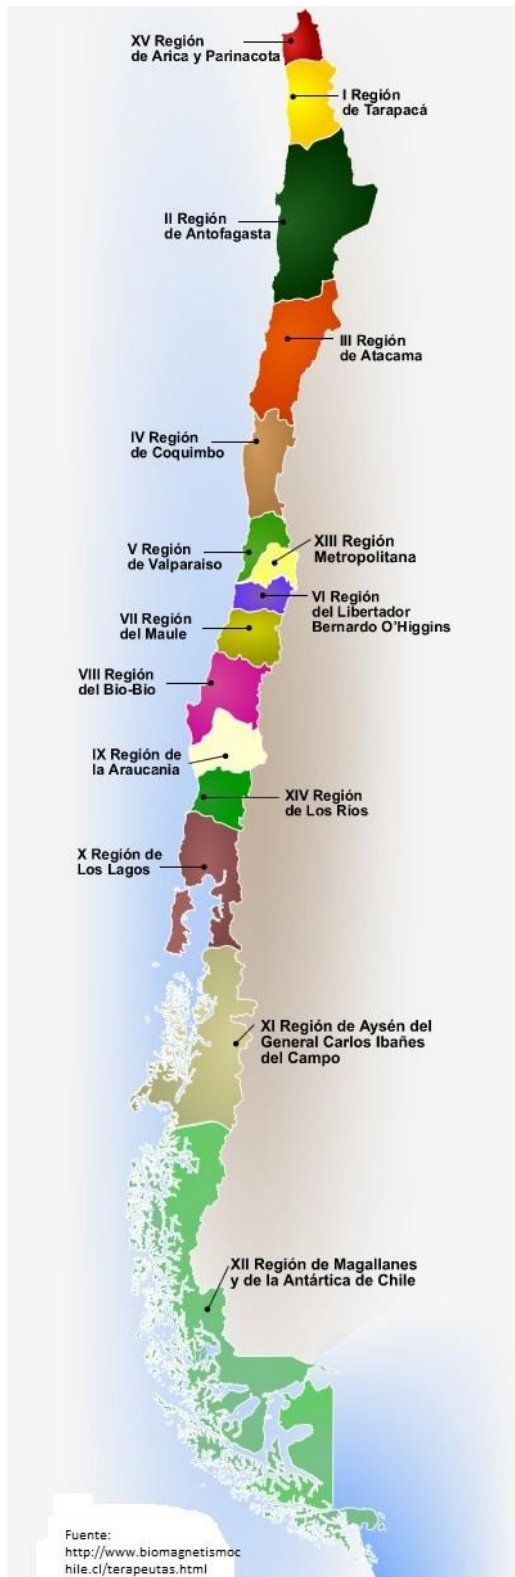 XV Región
de Arica y Parinacota
I Región
de Tarapacá
II Región
de Antofagasta
III Región
de Atacama
IV Región
de Coquimbo
V Región
de Valparaiso
XIII Región
Metropolitana
VI Región
del Libertador
Bernardo O'Higgins
VII Región
del Maule
VIII Región
del Bio-Bio
IX Región de
la Araucania
XIV Región
de Los Rios
X Región de
Los Lagos
XI Región de Aysén del
General Carlos Ibañes
del Campo
XII Región de Magallanes
y de la Antártica de Chile
Fuente:
http://www.biomagnetismoc
hile.cl/terapeutas.html